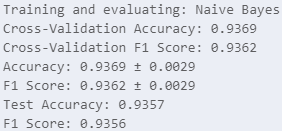 Training and evaluating: Naive Bayes
Cross-Validation Accuracy: 0.9369
Cross-Validation F1 Score: 0.9362
Accuracy: 0.9369 ± 0.0029
F1 Score: 0.9362 ± 0.0029
Test Accuracy: 0.9357
F1 Score: 0.9356